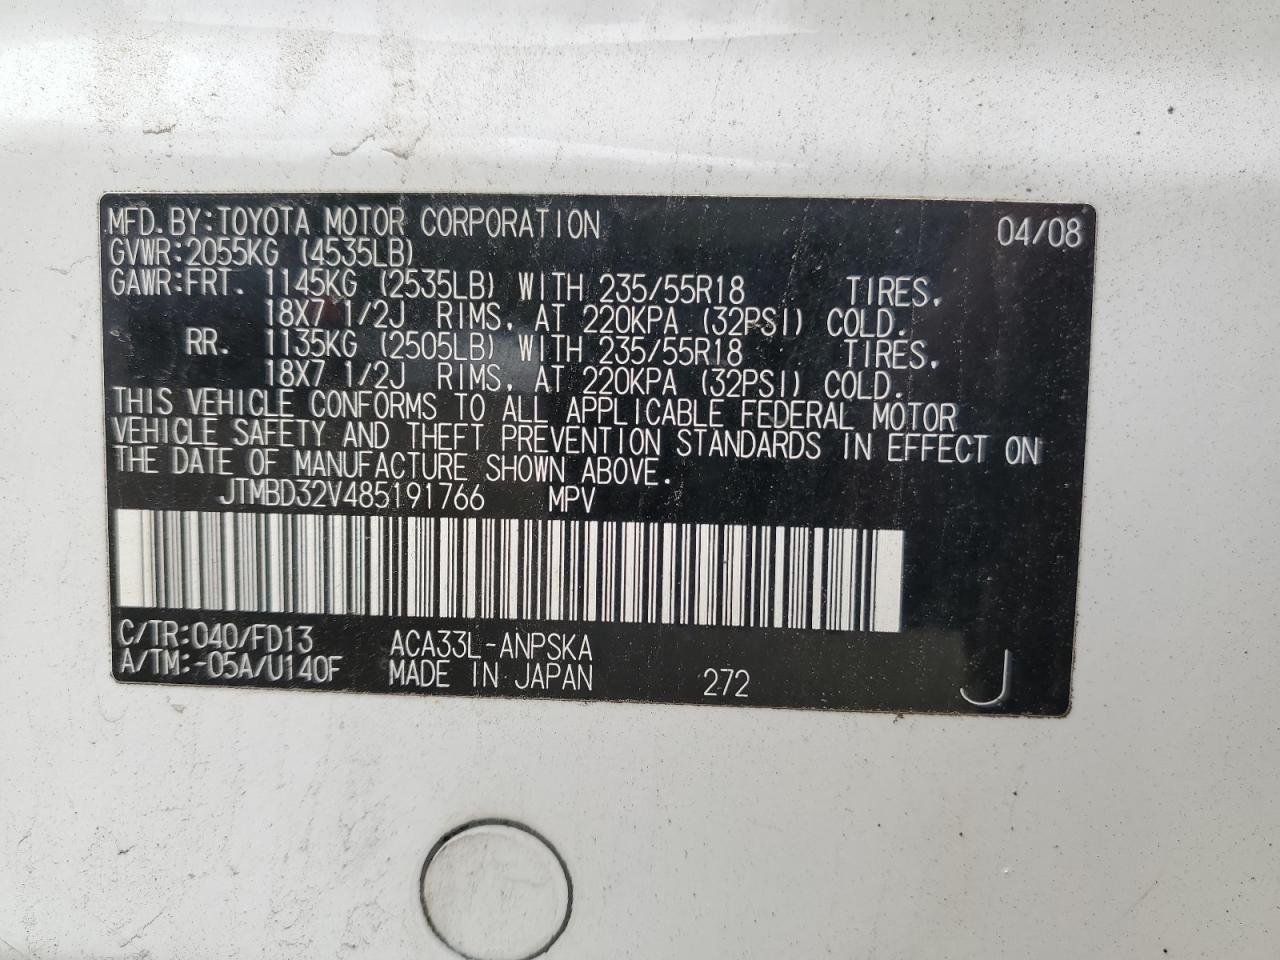 MFD.BY:TOYOTA MOTOR CORPORATION 04/08
GVWR:2055KG (4535LB)
GAWR:FRT. 1145KG (2535LB) WITH 235/55R18 TIRES,
18X7 1/2J RIMS, AT 220KPA (32PSI) COLD.
RR. 1135KG (2505LB) WITH 235/55R18 TIRES,
18X7 1/2J RIMS, AT 220KPA (32PSI) COLD.
THIS VEHICLE CONFORMS TO ALL APPLICABLE FEDERAL MOTOR
VEHICLE SAFETY AND THEFT PREVENTION STANDARDS IN EFFECT ON
THE DATE OF MANUFACTURE SHOWN ABOVE.
JTMBD32V485191766 MPV
C/TR:040/FD13 ACA33L-ANPSKA
A/TM:-05A/U140F MADE IN JAPAN 272 J